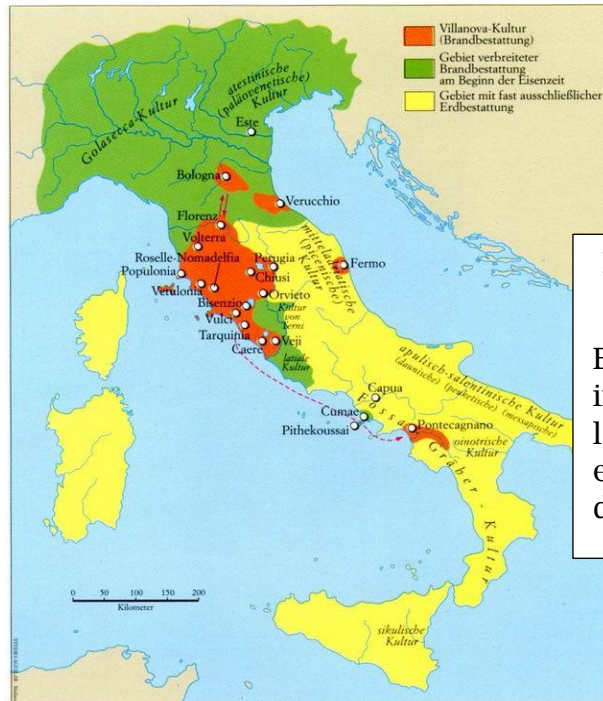 Villanova-Kultur
(Brandbestattung)
Gebiet verbreiteter
Brandbestattung
am Beginn der Eisenzeit
Gebiet mit fast ausschließlicher
Erdbestattung
Golasecca-Kultur
atestinische
(paläovenetische)
Kultur
Este
Bologna
Verucchio
Florenz
Volterra
Roselle-Nomadelfia
Populonia
Vetulonia
Perugia
Chiusi
Bisenzio
Orvieto
Vulci
Tarquinia
Caere
Veji
Kultur
von
Terni
latiale
Kultur
mitteladriatische
(picenische)
Kultur
Fermo
apulisch-salentinische Kultur
(daunische) (peuketische) (messapische)
Capua
Cumae
Pithekoussai
Pontecagnano
oinotrische
Kultur
Fossa-Gräber-Kultur
sikulische
Kultur
0 50 100 150 200
Kilometer